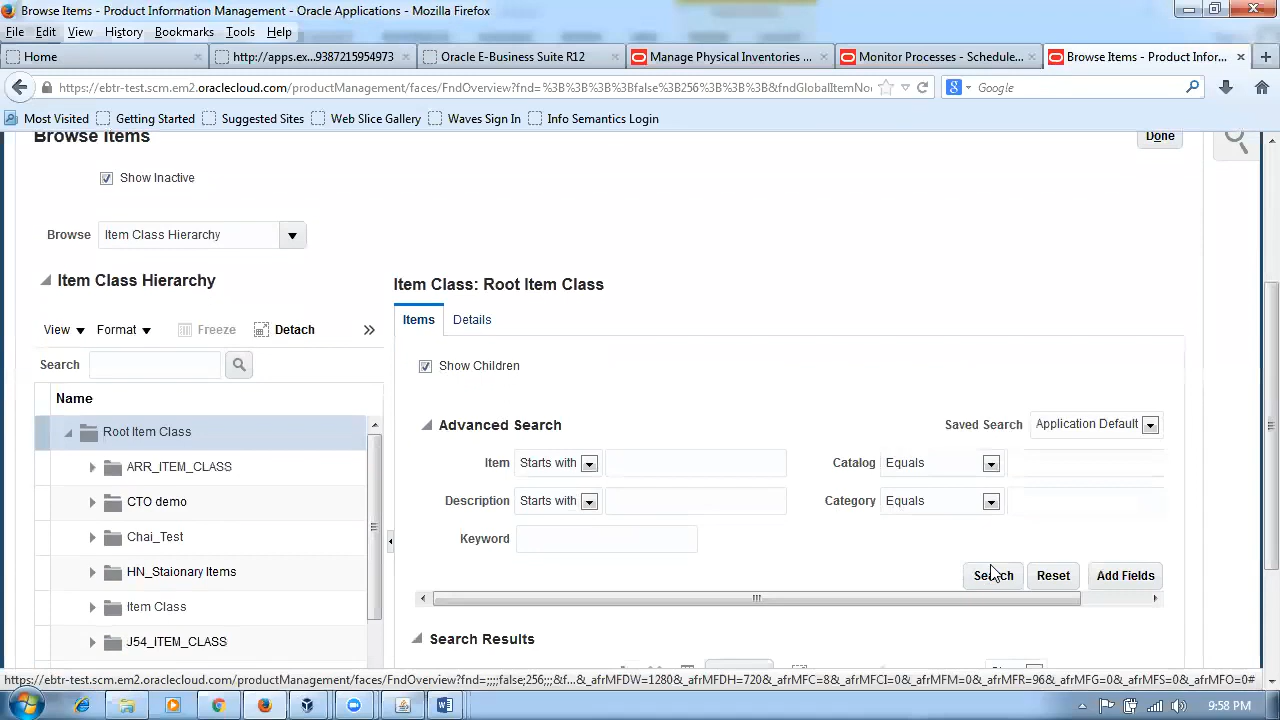 Browse Items - Product Information Management - Oracle Applications - Mozilla Firefox
File Edit View History Bookmarks Tools Help
Home
http://apps.ex...9387215954973
Oracle E-Business Suite R12
Manage Physical Inventories ...
Monitor Processes - Schedule...
Browse Items - Product Infor...
https://ebtr-test.scm.em2.oraclecloud.com/productManagement/faces/FndOverview?fnd=%3B%3B%3B%3Bfalse%3B256%3B%3B%3B&fndGlobalItemNo
Google
Most Visited Getting Started Suggested Sites Web Slice Gallery Waves Sign In Info Semantics Login
Browse Items
Done
Show Inactive
Browse Item Class Hierarchy
Item Class Hierarchy
View Format Freeze Detach
Search
Name
Root Item Class
ARR_ITEM_CLASS
CTO demo
Chai_Test
HN_Staionary Items
Item Class
J54_ITEM_CLASS
Item Class: Root Item Class
Items Details
Show Children
Advanced Search
Saved Search Application Default
Item Starts with
Catalog Equals
Description Starts with
Category Equals
Keyword
Search Reset Add Fields
Search Results
https://ebtr-test.scm.em2.oraclecloud.com/productManagement/faces/FndOverview?fnd=;;;;false;256;;;&f..._afrMFDW=1280&_afrMFDH=720&_afrMFC=8&_afrMFCI=0&_afrMFM=0&_afrMFR=96&_afrMFG=0&_afrMFS=0&_afrMFO=0#
9:58 PM